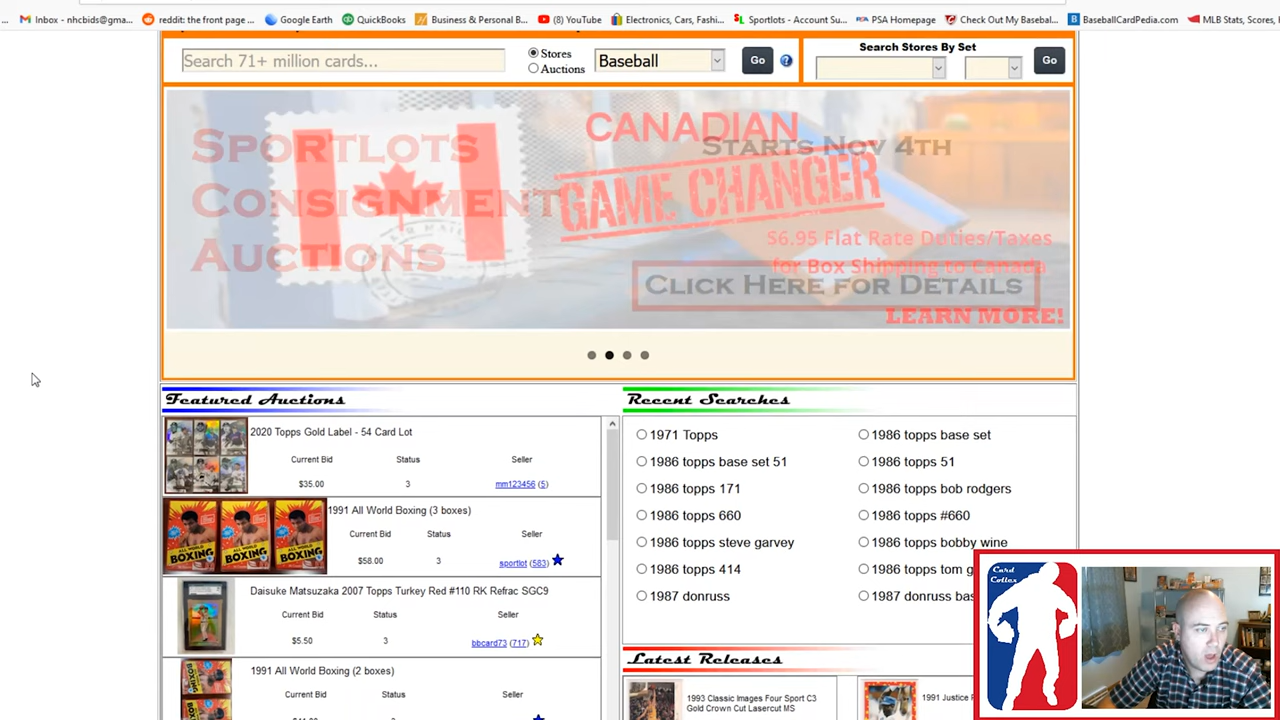 Inbox - nhcbids@gma...
reddit: the front page ...
Google Earth
QuickBooks
Business & Personal B...
(8) YouTube
Electronics, Cars, Fashi...
Sportlots - Account Su...
PSA Homepage
Check Out My Basebal...
BaseballCardPedia.com
MLB Stats, Scores,
Search 71+ million cards...
Stores
Auctions
Baseball
Go
Search Stores By Set
Go
Sportlots
Consignment
Auctions
CANADIAN
Starts Nov 4th
GAME CHANGER
$6.95 Flat Rate Duties/Taxes
for Box Shipping to Canada
Click Here for Details
LEARN MORE!
Featured Auctions
2020 Topps Gold Label - 54 Card Lot
Current Bid Status Seller
$35.00 3 mm123456 (5)
1991 All World Boxing (3 boxes)
Current Bid Status Seller
$58.00 3 sportlot (583)
Daisuke Matsuzaka 2007 Topps Turkey Red #110 RK Refrac SGC9
Current Bid Status Seller
$5.50 3 bbcard73 (717)
1991 All World Boxing (2 boxes)
Current Bid Status Seller
Recent Searches
1971 Topps
1986 topps base set
1986 topps base set 51
1986 topps 51
1986 topps 171
1986 topps bob rodgers
1986 topps 660
1986 topps #660
1986 topps steve garvey
1986 topps bobby wine
1986 topps 414
1986 topps tom g
1987 donruss
1987 donruss bas
Latest Releases
1993 Classic Images Four Sport C3
Gold Crown Cut Lasercut MS
1991 Justice
Card
Collex